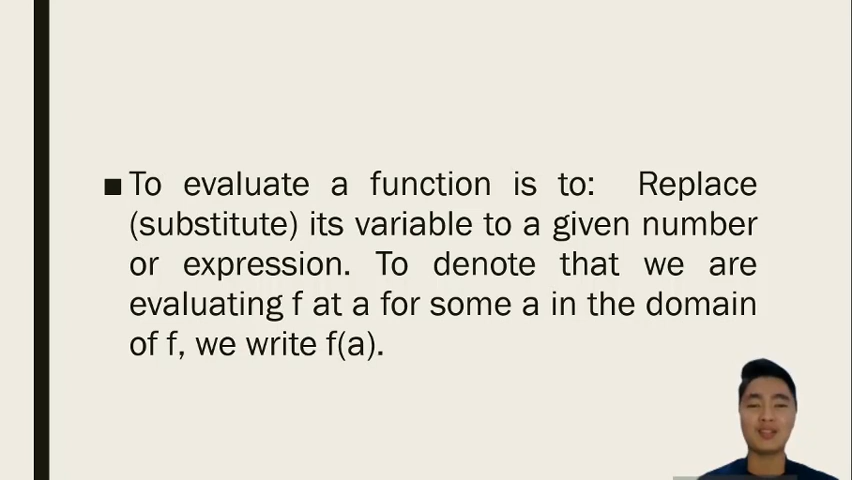 To evaluate a function is to: Replace
(substitute) its variable to a given number
or expression. To denote that we are
evaluating f at a for some a in the domain
of f, we write f(a).